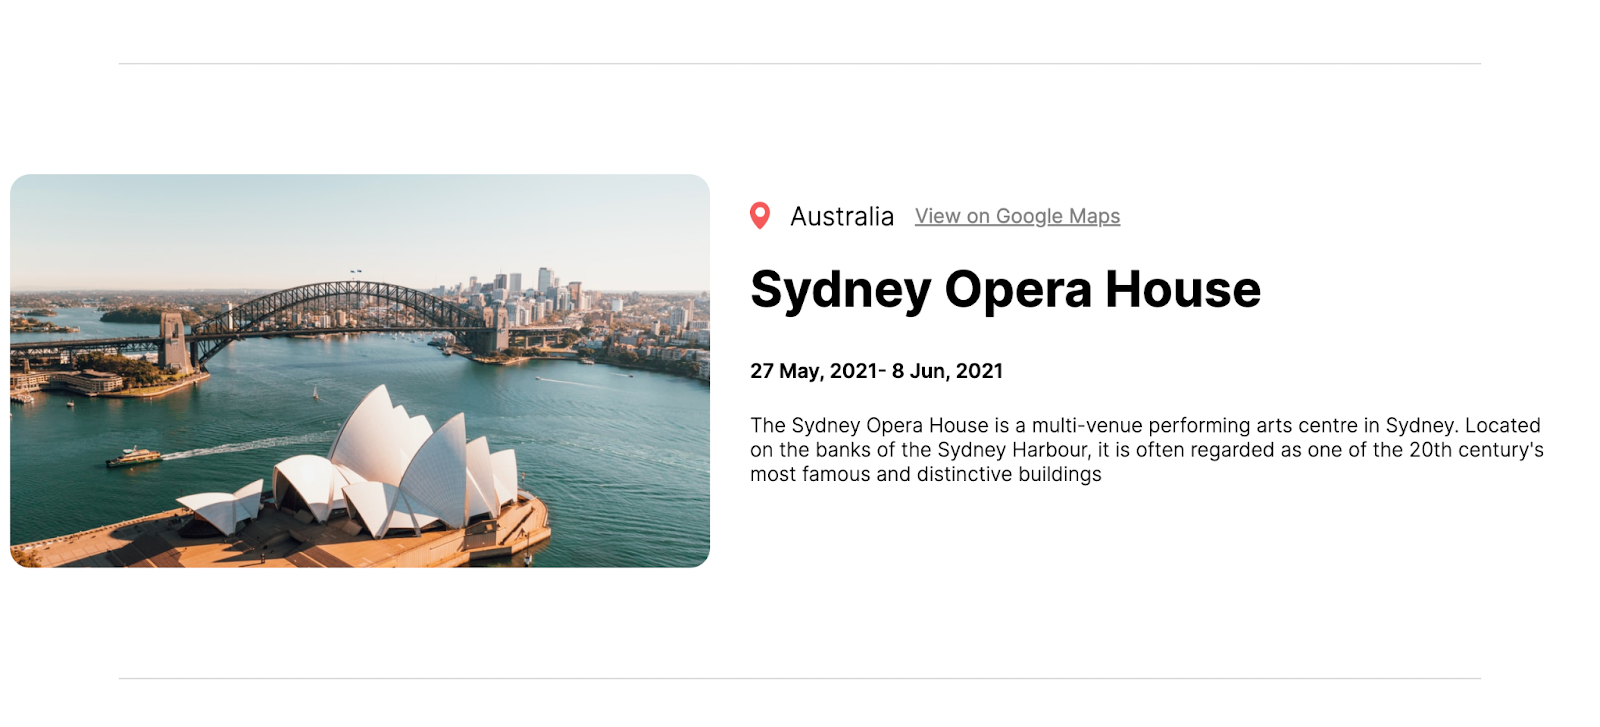 Australia View on Google Maps
Sydney Opera House
27 May, 2021- 8 Jun, 2021
The Sydney Opera House is a multi-venue performing arts centre in Sydney. Located
on the banks of the Sydney Harbour, it is often regarded as one of the 20th century's
most famous and distinctive buildings